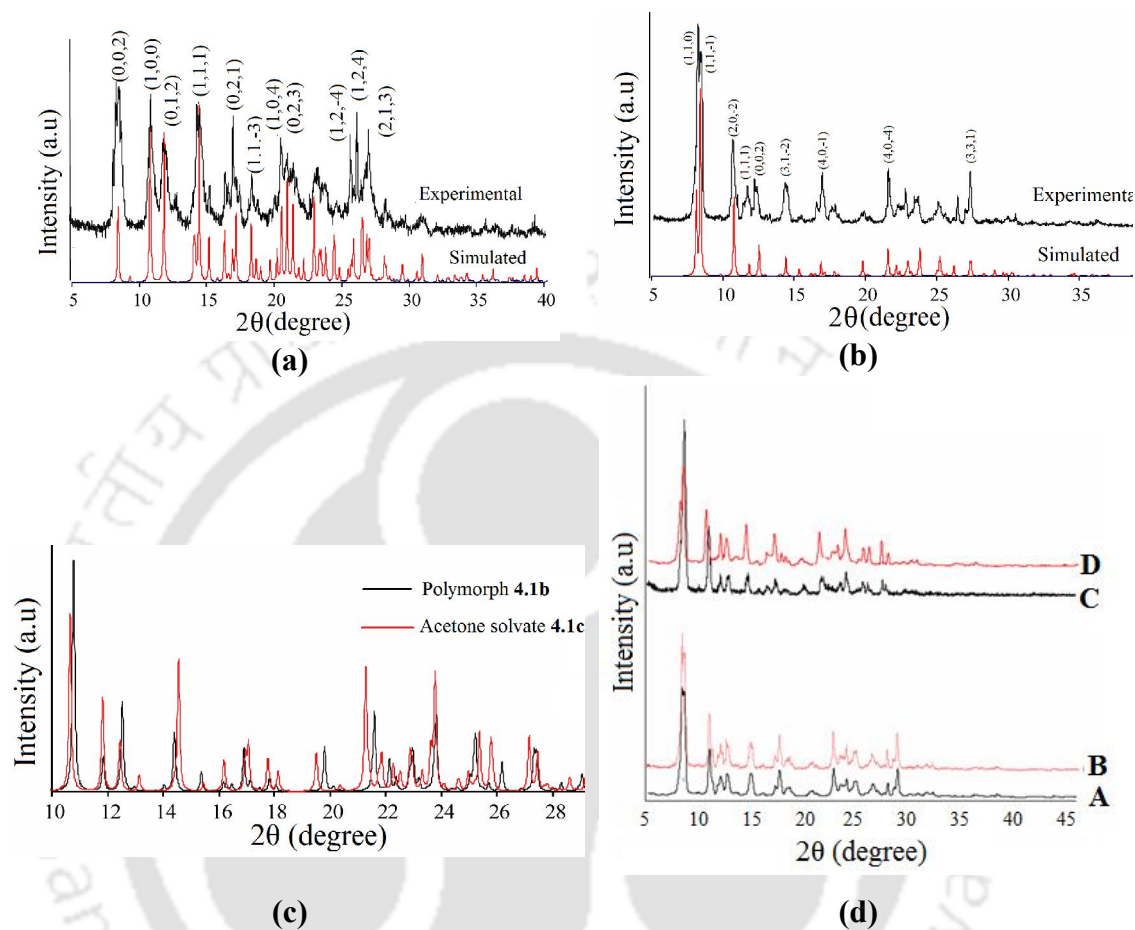 Intensity (a.u)
(0,0,2)
(1,0,0)
(0,1,2)
(1,1,1)
(0,2,1)
(1,1,-3)
(1,0,4)
(0,2,3)
(1,2,-4)
(1,2,4)
(2,1,3)
Experimental
Simulated
5 10 15 20 25 30 35 40
2θ(degree)
(a)
Intensity (a.u)
(1,1,0)
(1,1,-1)
(2,0,-2)
(1,1,1)
(0,0,2)
(3,1,-2)
(4,0,-1)
(4,0,-4)
(3,3,1)
Experimental
Simulated
5 10 15 20 25 30 35
2θ(degree)
(b)
Intensity (a.u)
Polymorph 4.1b
Acetone solvate 4.1c
10 12 14 16 18 20 22 24 26 28
2θ (degree)
(c)
Intensity (a.u)
D
C
B
A
5 10 15 20 25 30 35 40 45
2θ (degree)
(d)